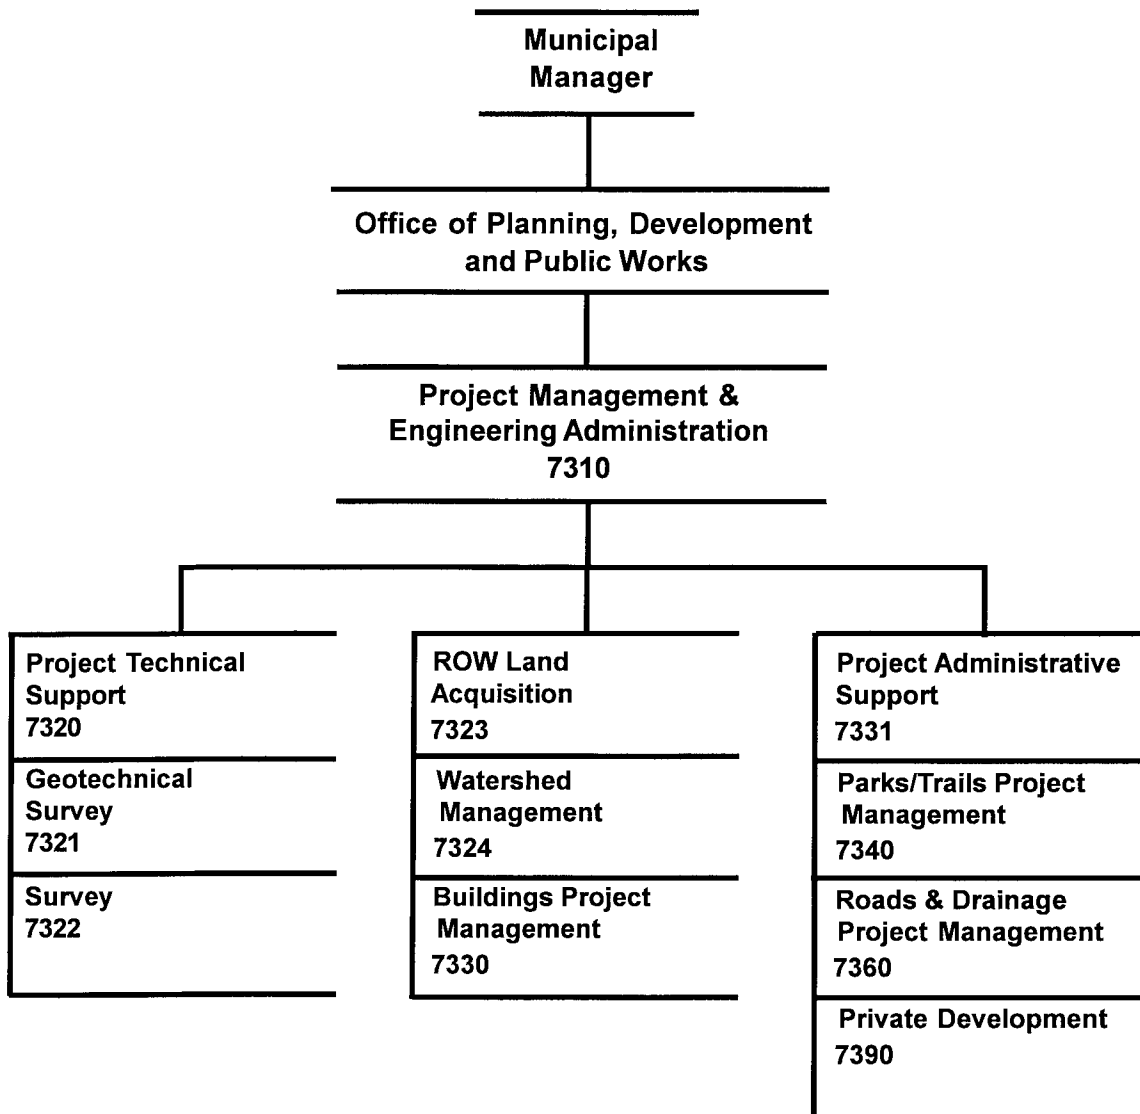 Municipal
Manager
Office of Planning, Development
and Public Works
Project Management &
Engineering Administration
7310
Project Technical
Support
7320
Geotechnical
Survey
7321
Survey
7322
ROW Land
Acquisition
7323
Watershed
Management
7324
Buildings Project
Management
7330
Project Administrative
Support
7331
Parks/Trails Project
Management
7340
Roads & Drainage
Project Management
7360
Private Development
7390